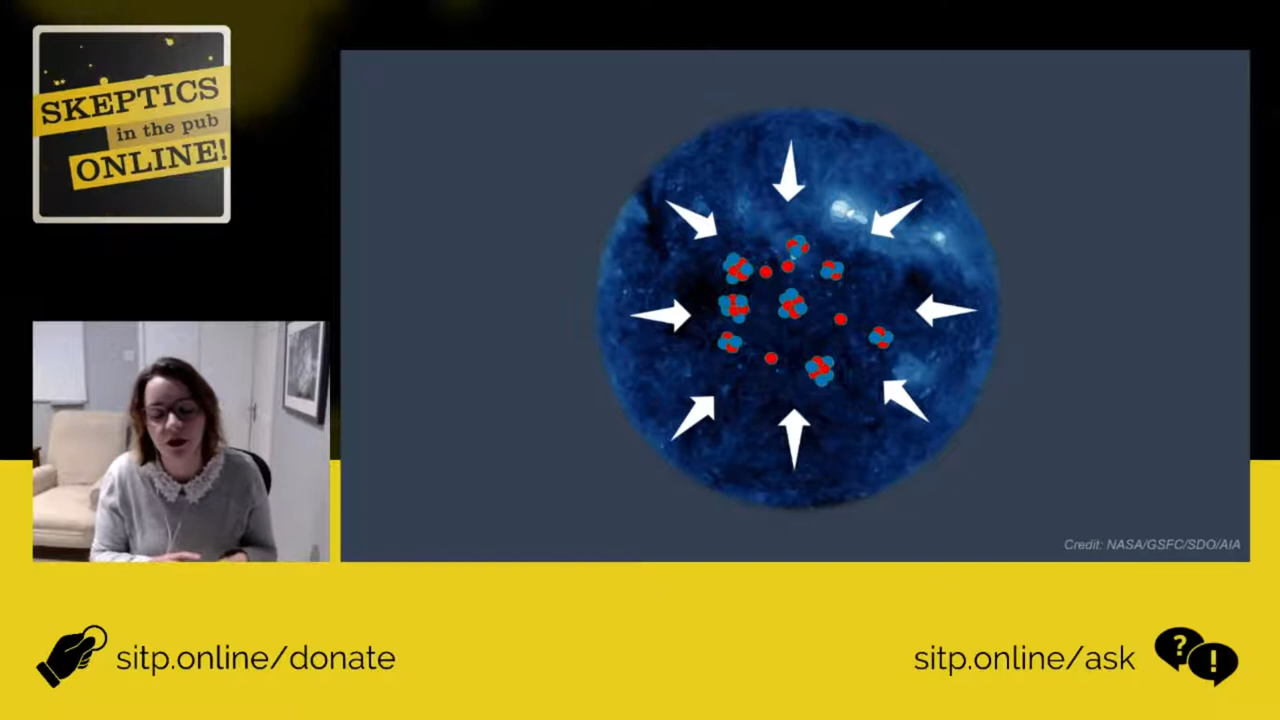 SKEPTICS
in the pub
ONLINE!
Credit: NASA/GSFC/SDO/AIA
sitp.online/donate
sitp.online/ask
? !